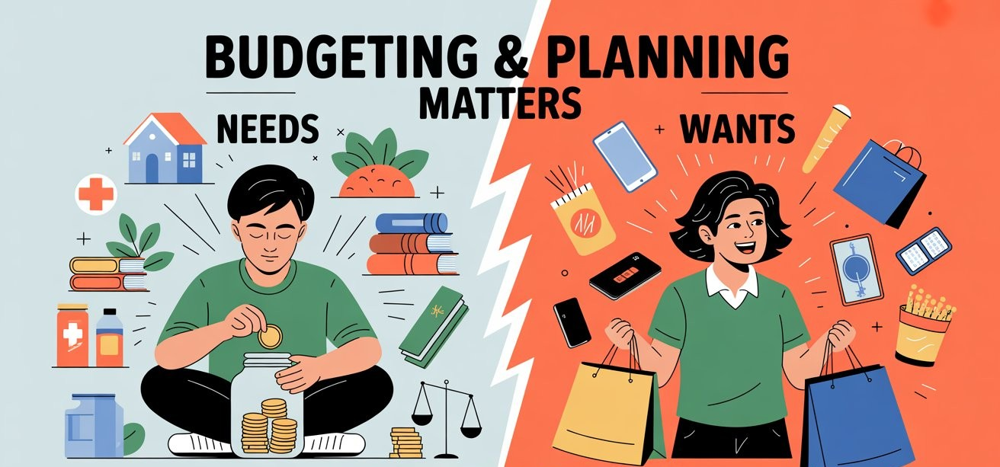 BUDGETING & PLANNING
MATTERS
NEEDS
WANTS